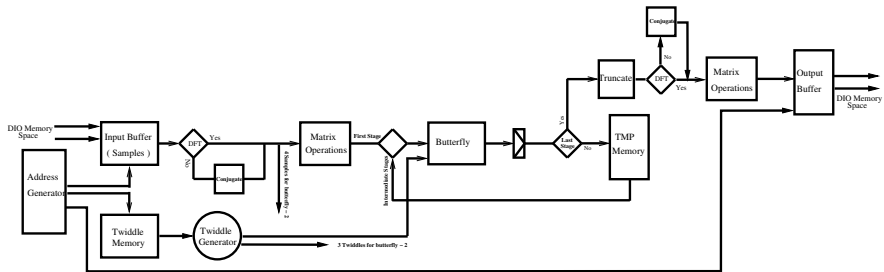 Conjugate
No
DFT
Yes
Truncate
Matrix
Operations
Output
Buffer
DIO Memory
Space
DIO Memory
Space
Input Buffer
( Samples )
DFT
Yes
No
Conjugate
4 Samples for butterfly – 2
Matrix
Operations
First Stage
Intermediate Stages
Butterfly
Last
Stage
Yes
No
TMP
Memory
Address
Generator
Twiddle
Memory
Twiddle
Generator
3 Twiddles for butterfly – 2